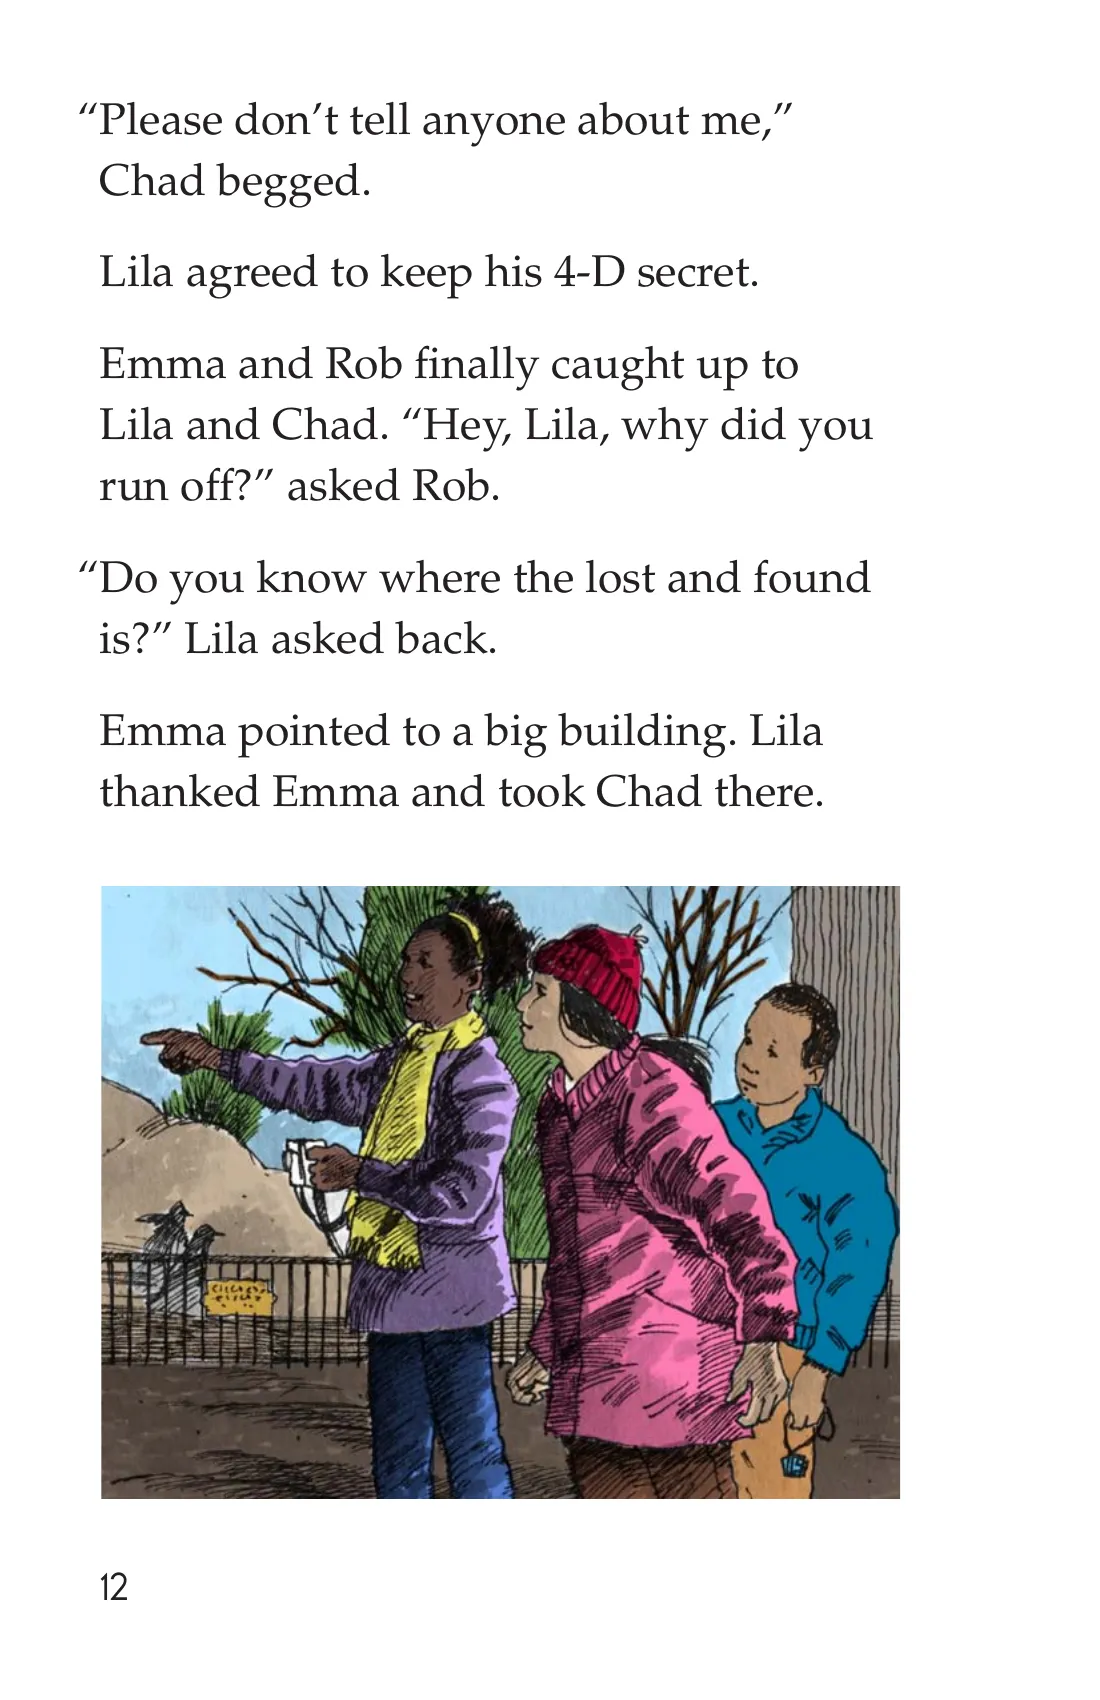 “Please don’t tell anyone about me,”
Chad begged.
Lila agreed to keep his 4-D secret.
Emma and Rob finally caught up to
Lila and Chad. “Hey, Lila, why did you
run off?” asked Rob.
“Do you know where the lost and found
is?” Lila asked back.
Emma pointed to a big building. Lila
thanked Emma and took Chad there.
12